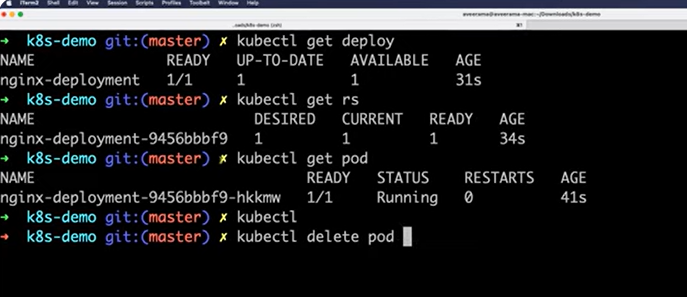 iTerm2 Shell Edit View Session Scripts Profiles Toolbelt Window Help
aveerama@aveerama-mac:~/Downloads/k8s-demo
..oads/k8s-demo (zsh)
➜ k8s-demo git:(master) ✗ kubectl get deploy
NAME READY UP-TO-DATE AVAILABLE AGE
nginx-deployment 1/1 1 1 31s
➜ k8s-demo git:(master) ✗ kubectl get rs
NAME DESIRED CURRENT READY AGE
nginx-deployment-9456bbbf9 1 1 1 34s
➜ k8s-demo git:(master) ✗ kubectl get pod
NAME READY STATUS RESTARTS AGE
nginx-deployment-9456bbbf9-hkkmw 1/1 Running 0 41s
➜ k8s-demo git:(master) ✗ kubectl
➜ k8s-demo git:(master) ✗ kubectl delete pod